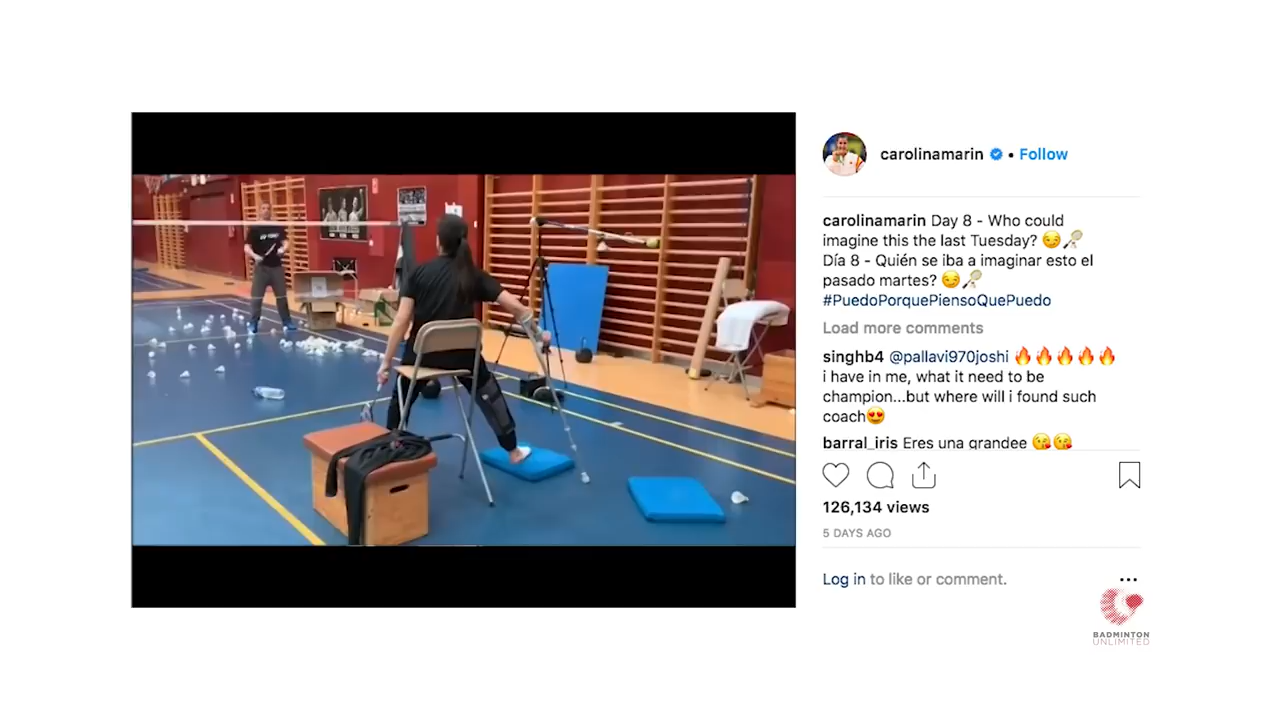 carolinamarin • Follow
carolinamarin Day 8 - Who could
imagine this the last Tuesday? 😏🎾
Día 8 - Quién se iba a imaginar esto el
pasado martes? 😏🎾
#PuedoPorquePiensoQuePuedo
Load more comments
singhb4 @pallavi970joshi 🔥🔥🔥🔥🔥
i have in me, what it need to be
champion...but where will i found such
coach😍
barral_iris Eres una grandee 😘😘
126,134 views
5 DAYS AGO
Log in to like or comment.
BADMINTON
UNLIMITED